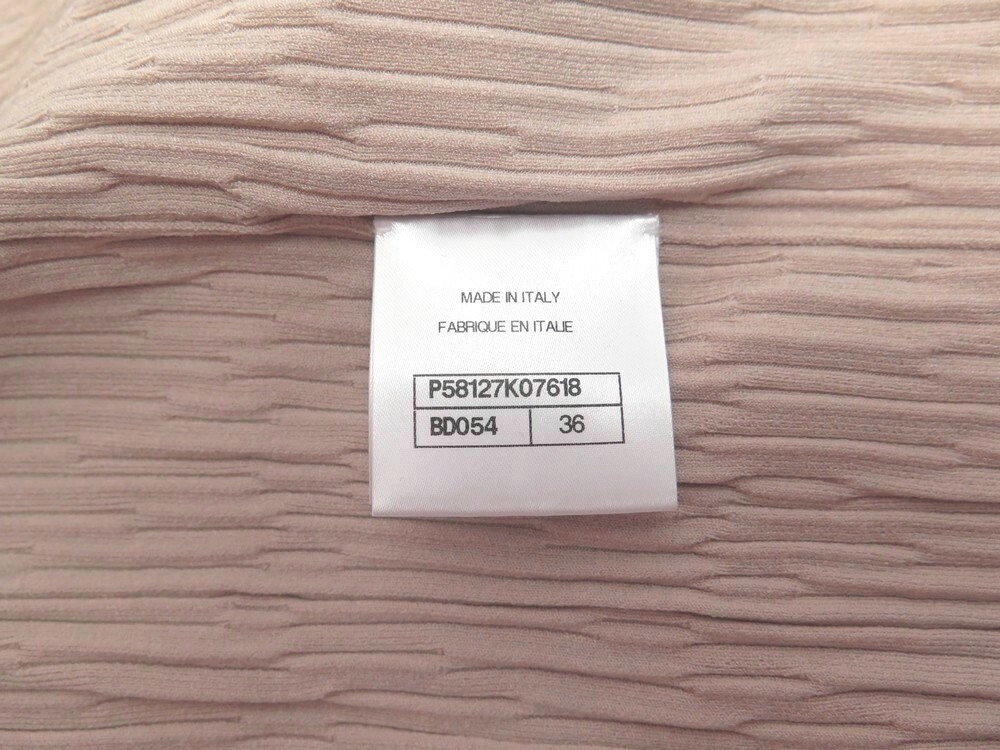 MADE IN ITALY
FABRIQUE EN ITALIE
P58127K07618
BD054 36